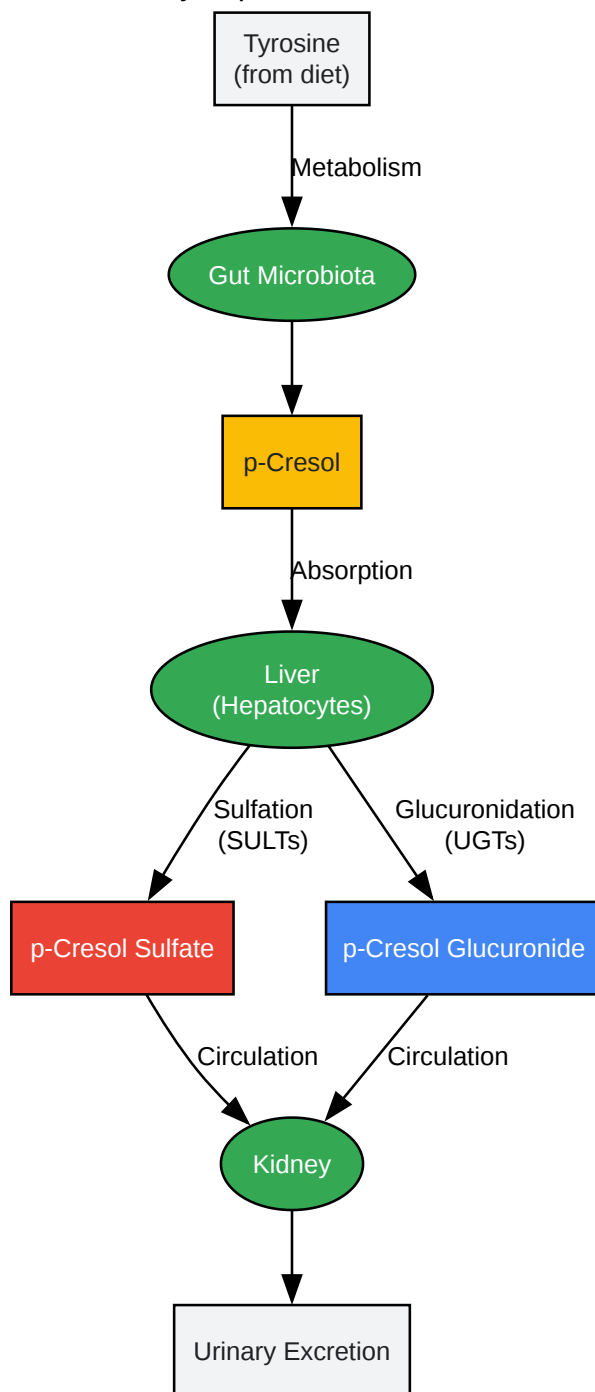 Tyrosine
(from diet)
Metabolism
Gut Microbiota
p-Cresol
Absorption
Liver
(Hepatocytes)
Sulfation
(SULTs)
Glucuronidation
(UGTs)
p-Cresol Sulfate
p-Cresol Glucuronide
Circulation
Circulation
Kidney
Urinary Excretion